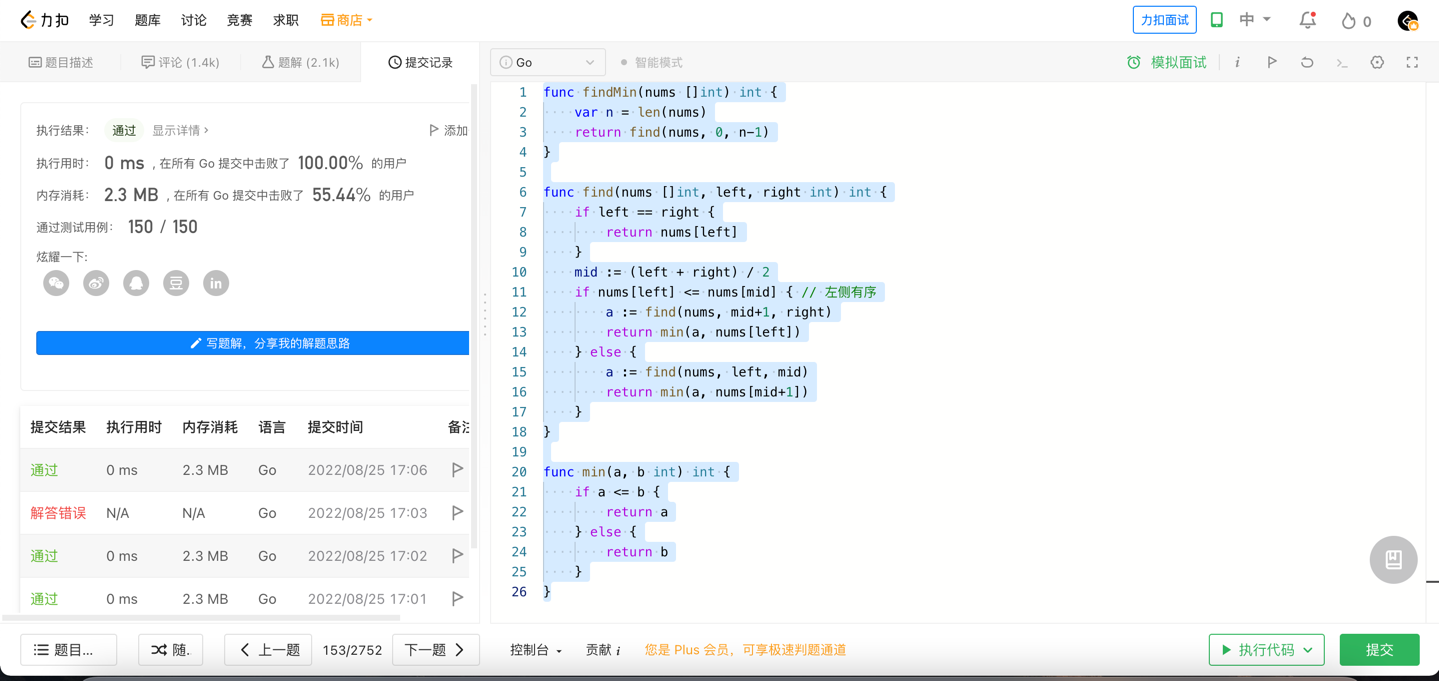 力扣 学习 题库 讨论 竞赛 求职 商店 力扣面试 中 0
题目描述 评论 (1.4k) 题解 (2.1k) 提交记录
i Go 智能模式 模拟面试 i
执行结果： 通过 显示详情 › 添加
执行用时： 0 ms , 在所有 Go 提交中击败了 100.00% 的用户
内存消耗： 2.3 MB , 在所有 Go 提交中击败了 55.44% 的用户
通过测试用例： 150 / 150
炫耀一下:
豆 in
写题解，分享我的解题思路
提交结果 执行用时 内存消耗 语言 提交时间 备注
通过 0 ms 2.3 MB Go 2022/08/25 17:06
解答错误 N/A N/A Go 2022/08/25 17:03
通过 0 ms 2.3 MB Go 2022/08/25 17:02
通过 0 ms 2.3 MB Go 2022/08/25 17:01
1 func findMin(nums []int) int {
2 var n = len(nums)
3 return find(nums, 0, n-1)
4 }
5
6 func find(nums []int, left, right int) int {
7 if left == right {
8 return nums[left]
9 }
10 mid := (left + right) / 2
11 if nums[left] <= nums[mid] { // 左侧有序
12 a := find(nums, mid+1, right)
13 return min(a, nums[left])
14 } else {
15 a := find(nums, left, mid)
16 return min(a, nums[mid+1])
17 }
18 }
19
20 func min(a, b int) int {
21 if a <= b {
22 return a
23 } else {
24 return b
25 }
26 }
题目... 随. 上一题 153/2752 下一题 控制台 贡献 i 您是 Plus 会员，可享极速判题通道 执行代码 提交